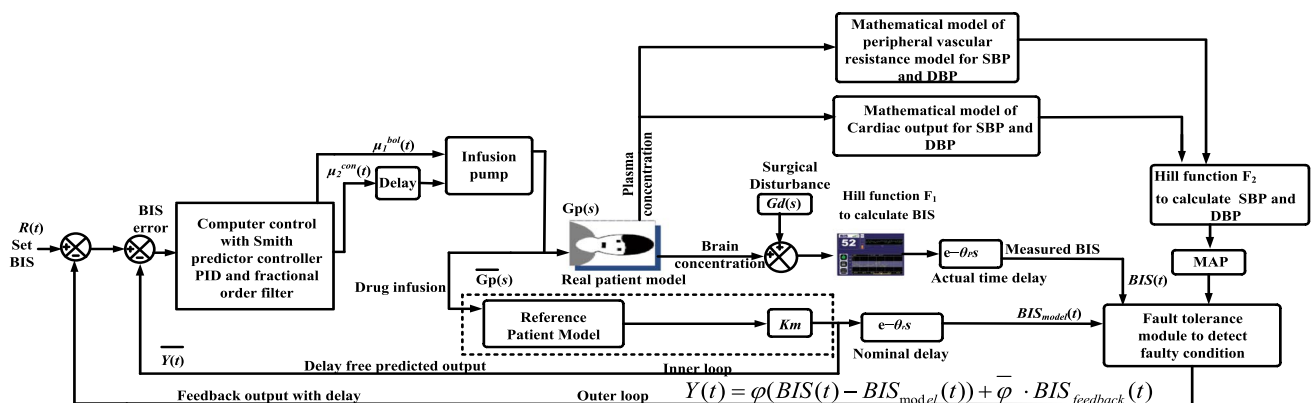 Mathematical model of
peripheral vascular
resistance model for SBP
and DBP
Mathematical model of
Cardiac output for SBP and
DBP
μ1^bol(t)
μ2^con(t)
Infusion
pump
Delay
Plasma
concentration
Surgical
Disturbance
Gd(s)
Hill function F1
to calculate BIS
52
Hill function F2
to calculate SBP and
DBP
MAP
R(t)
Set
BIS
BIS
error
Computer control
with Smith
predictor controller
PID and fractional
order filter
Gp(s)
Real patient model
Brain
concentration
e−θPs
Actual time delay
Measured BIS
BIS(t)
Drug infusion
G̅p̅(s)
Reference
Patient Model
Km
e−θrs
Nominal delay
BISmodel(t)
Fault tolerance
module to detect
faulty condition
Y̅(t)
Delay free predicted output
Inner loop
Feedback output with delay
Outer loop
Y(t) = φ(BIS(t) − BISmodel(t)) + φ̅ · BISfeedback(t)